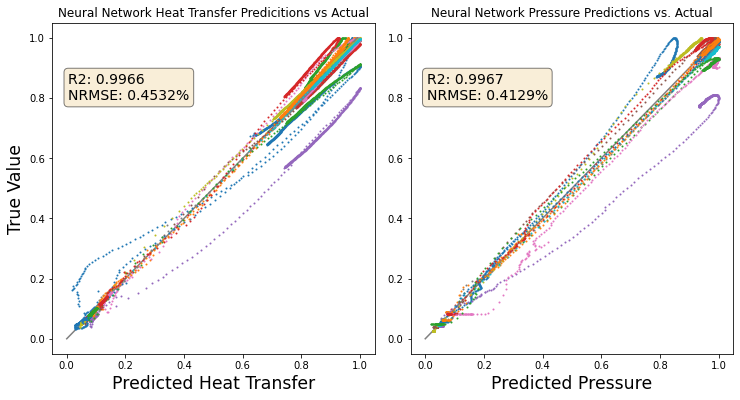 Neural Network Heat Transfer Predicitions vs Actual
1.0
0.8
0.6
0.4
0.2
0.0
True Value
R2: 0.9966
NRMSE: 0.4532%
0.0 0.2 0.4 0.6 0.8 1.0
Predicted Heat Transfer
Neural Network Pressure Predictions vs. Actual
1.0
0.8
0.6
0.4
0.2
0.0
R2: 0.9967
NRMSE: 0.4129%
0.0 0.2 0.4 0.6 0.8 1.0
Predicted Pressure